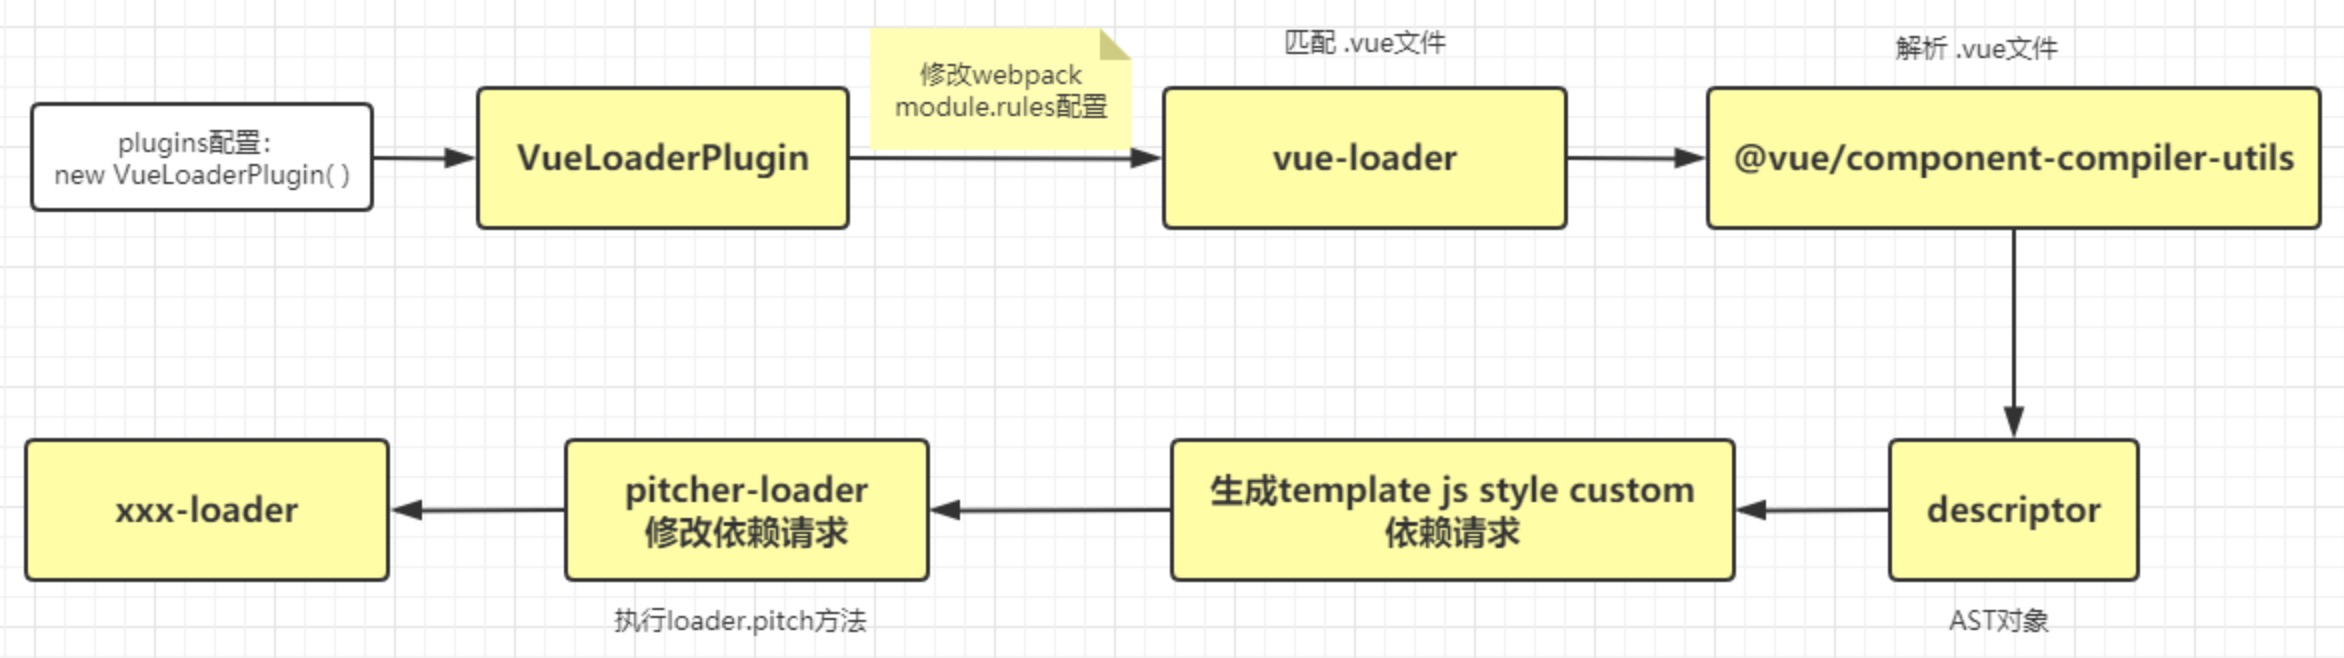 plugins配置：
new VueLoaderPlugin( )
VueLoaderPlugin
修改webpack
module.rules配置
匹配 .vue文件
vue-loader
解析 .vue文件
@vue/component-compiler-utils
descriptor
AST对象
生成template js style custom
依赖请求
pitcher-loader
修改依赖请求
执行loader.pitch方法
xxx-loader